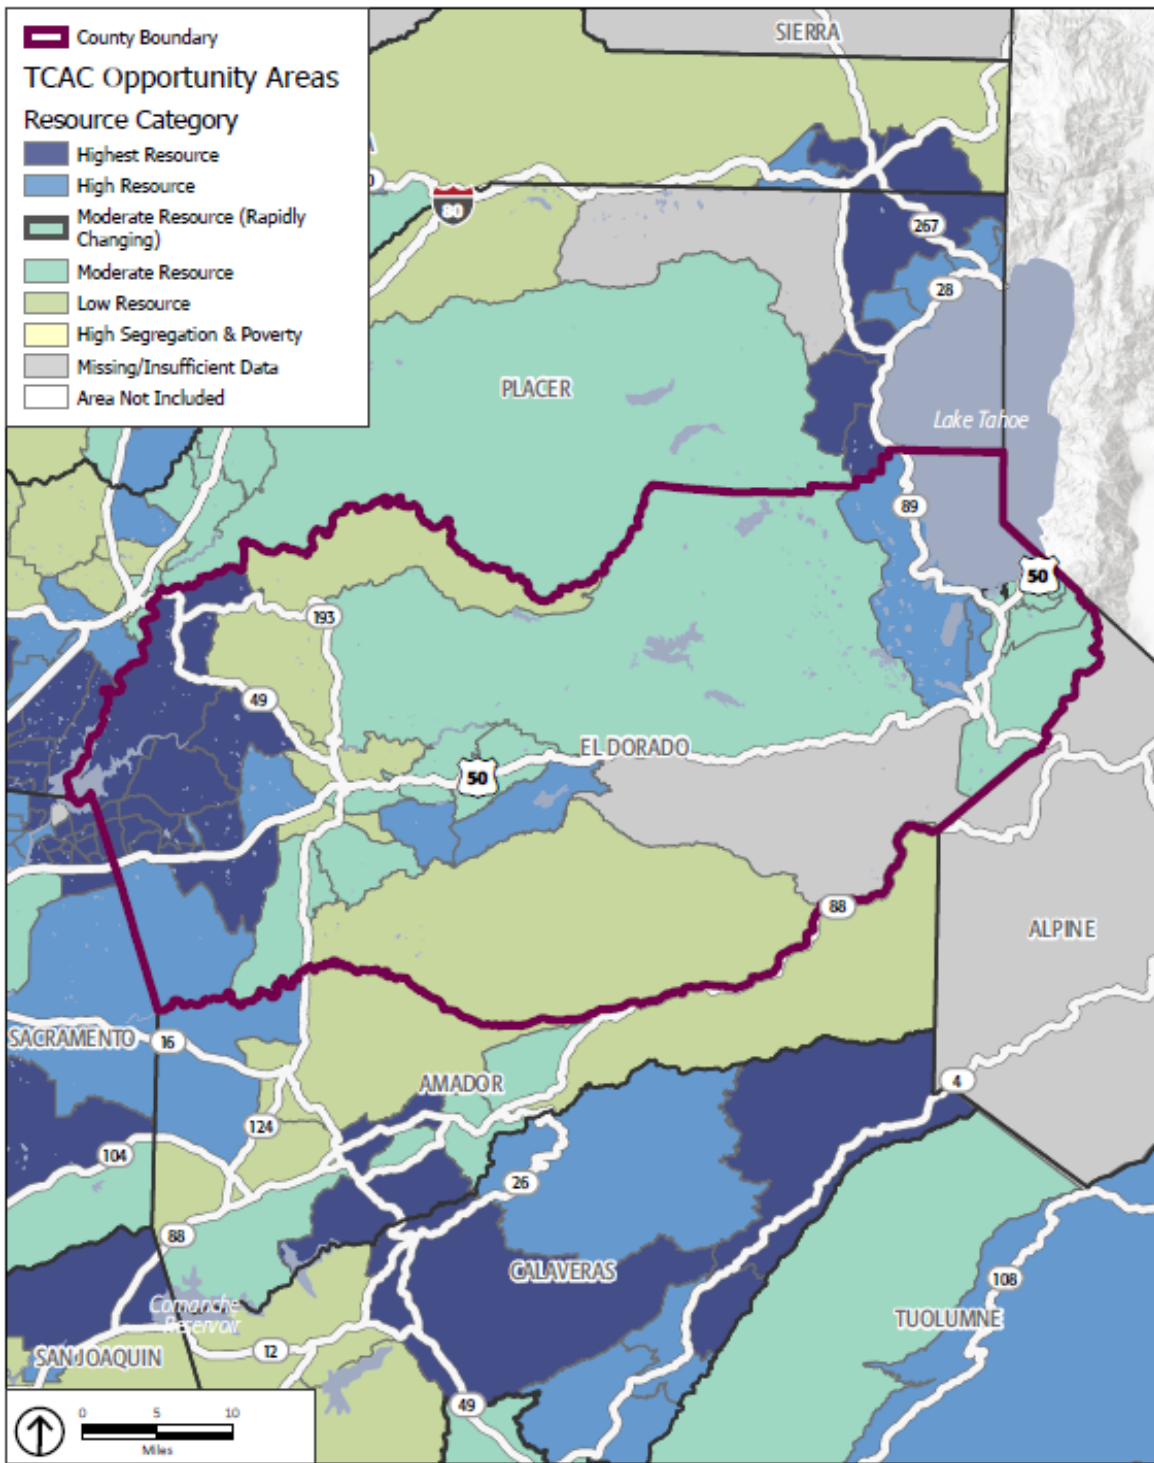 County Boundary
TCAC Opportunity Areas
Resource Category
Highest Resource
High Resource
Moderate Resource (Rapidly
Changing)
Moderate Resource
Low Resource
High Segregation & Poverty
Missing/Insufficient Data
Area Not Included
SIERRA
80
267
28
PLACER
Lake Tahoe
89
50
193
49
EL DORADO
50
88
ALPINE
SACRAMENTO
16
AMADOR
4
124
104
26
88
CALAVERAS
108
Comanche
Reservoir
TUOLUMNE
SAN JOAQUIN
12
49
0
5
10
Miles